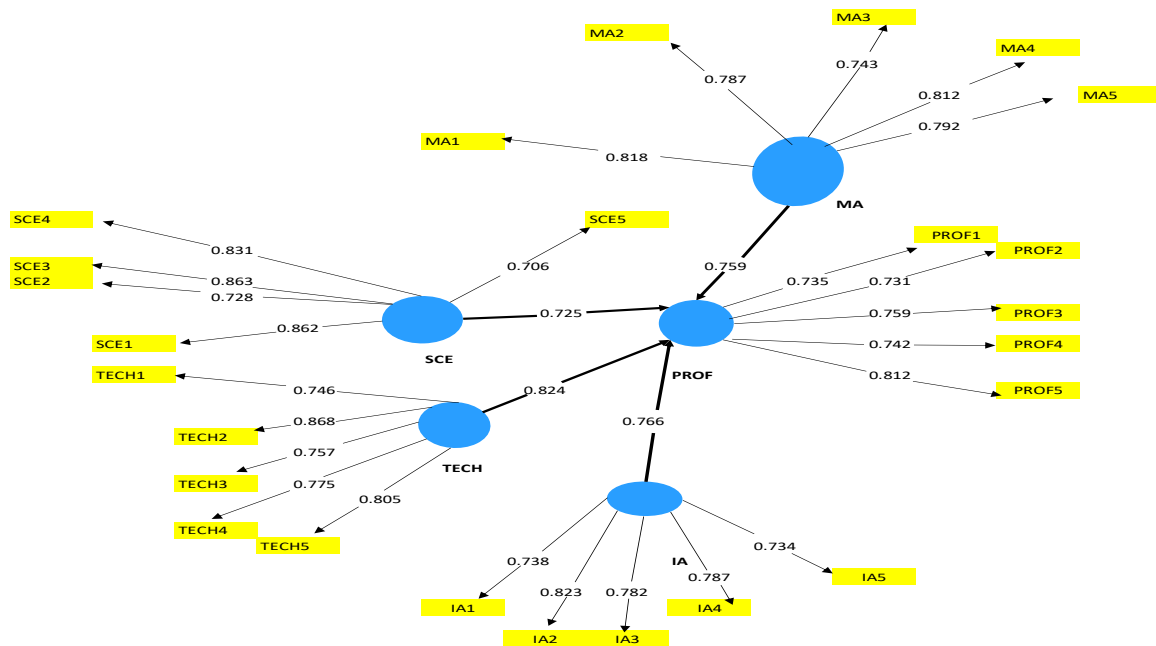 MA3
MA2
MA4
0.743
0.787
MA5
0.812
0.792
MA1
0.818
MA
SCE4
SCE5
PROF1
0.831
PROF2
SCE3
0.706
0.759
SCE2
0.863
0.735
0.731
0.728
0.862
0.725
0.759
PROF3
SCE1
0.742
PROF4
SCE
TECH1
PROF
0.812
0.746
0.824
PROF5
0.868
0.766
TECH2
0.757
TECH
TECH3
0.775
0.805
TECH4
TECH5
0.734
0.738
IA
0.787
IA5
0.823
0.782
IA1
IA4
IA2
IA3